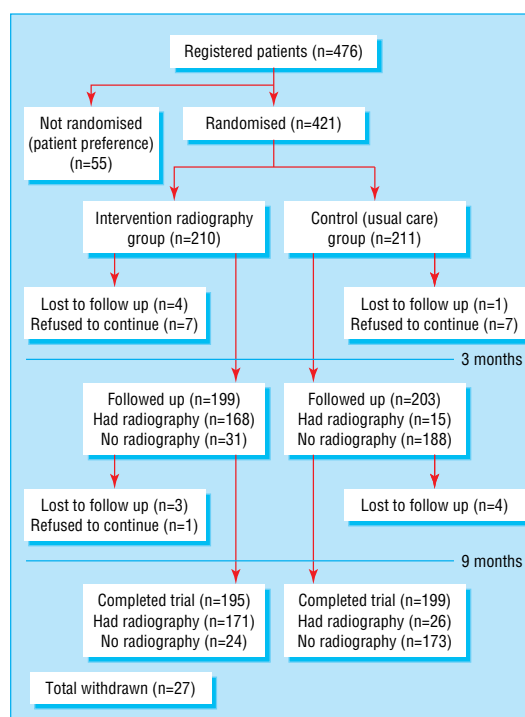 Registered patients (n=476)
Not randomised
(patient preference)
(n=55)
Randomised (n=421)
Intervention radiography
group (n=210)
Control (usual care)
group (n=211)
Lost to follow up (n=4)
Refused to continue (n=7)
Lost to follow up (n=1)
Refused to continue (n=7)
3 months
Followed up (n=199)
Had radiography (n=168)
No radiography (n=31)
Followed up (n=203)
Had radiography (n=15)
No radiography (n=188)
Lost to follow up (n=3)
Refused to continue (n=1)
Lost to follow up (n=4)
9 months
Completed trial (n=195)
Had radiography (n=171)
No radiography (n=24)
Completed trial (n=199)
Had radiography (n=26)
No radiography (n=173)
Total withdrawn (n=27)